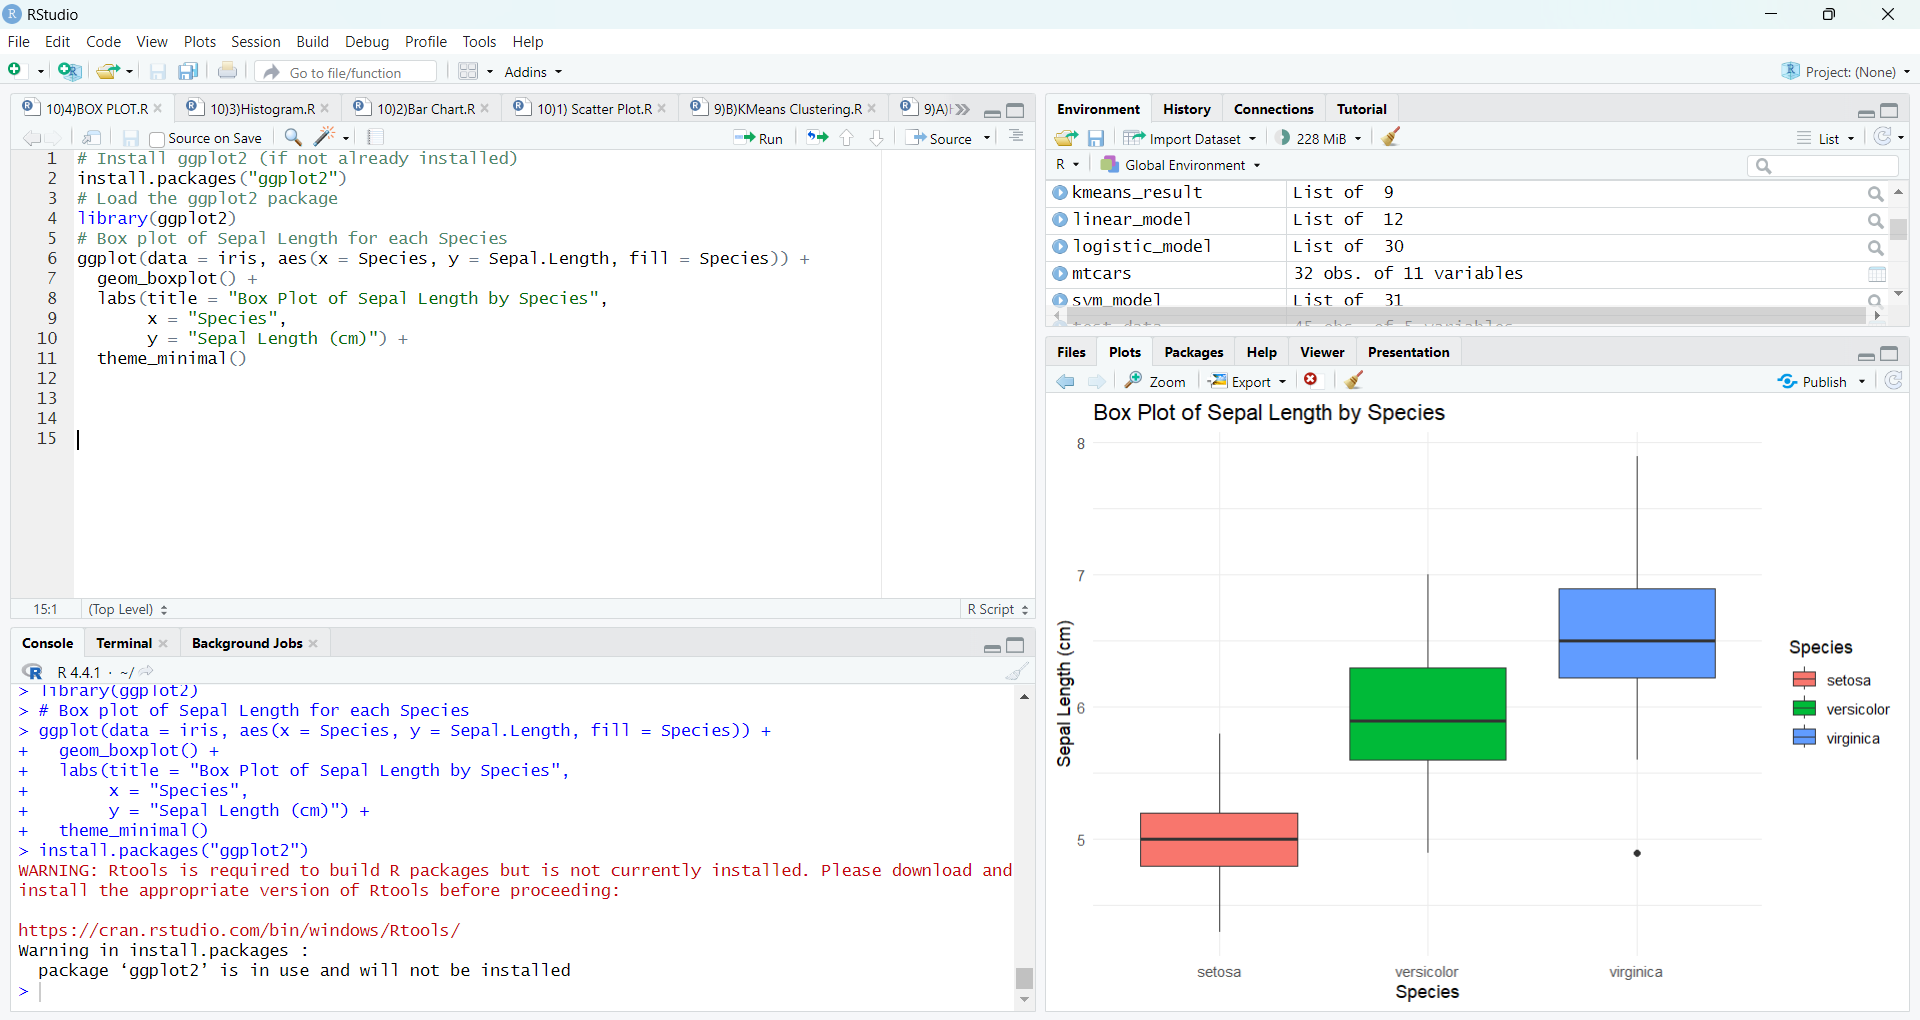 RStudio
File Edit Code View Plots Session Build Debug Profile Tools Help
Go to file/function Addins Project: (None)
10)4)BOX PLOT.R 10)3)Histogram.R 10)2)Bar Chart.R 10)1) Scatter Plot.R 9)B)KMeans Clustering.R 9)A)
Source on Save Run Source
1 # Install ggplot2 (if not already installed)
2 install.packages("ggplot2")
3 # Load the ggplot2 package
4 library(ggplot2)
5 # Box plot of Sepal Length for each Species
6 ggplot(data = iris, aes(x = Species, y = Sepal.Length, fill = Species)) +
7 geom_boxplot() +
8 labs(title = "Box Plot of Sepal Length by Species",
9 x = "Species",
10 y = "Sepal Length (cm)") +
11 theme_minimal()
12
13
14
15
15:1 (Top Level) R Script
Console Terminal Background Jobs
R R 4.4.1 · ~/
> library(ggplot2)
> # Box plot of Sepal Length for each Species
> ggplot(data = iris, aes(x = Species, y = Sepal.Length, fill = Species)) +
+ geom_boxplot() +
+ labs(title = "Box Plot of Sepal Length by Species",
+ x = "Species",
+ y = "Sepal Length (cm)") +
+ theme_minimal()
> install.packages("ggplot2")
WARNING: Rtools is required to build R packages but is not currently installed. Please download and
install the appropriate version of Rtools before proceeding:
https://cran.rstudio.com/bin/windows/Rtools/
Warning in install.packages :
package ‘ggplot2’ is in use and will not be installed
>
Environment History Connections Tutorial
Import Dataset 228 MiB List
R Global Environment
kmeans_result List of 9
linear_model List of 12
logistic_model List of 30
mtcars 32 obs. of 11 variables
svm_model List of 31
test_data 45 obs. of 5 variables
Files Plots Packages Help Viewer Presentation
Zoom Export Publish
Box Plot of Sepal Length by Species
8
7
6
5
Sepal Length (cm)
setosa versicolor virginica
Species
Species
setosa
versicolor
virginica